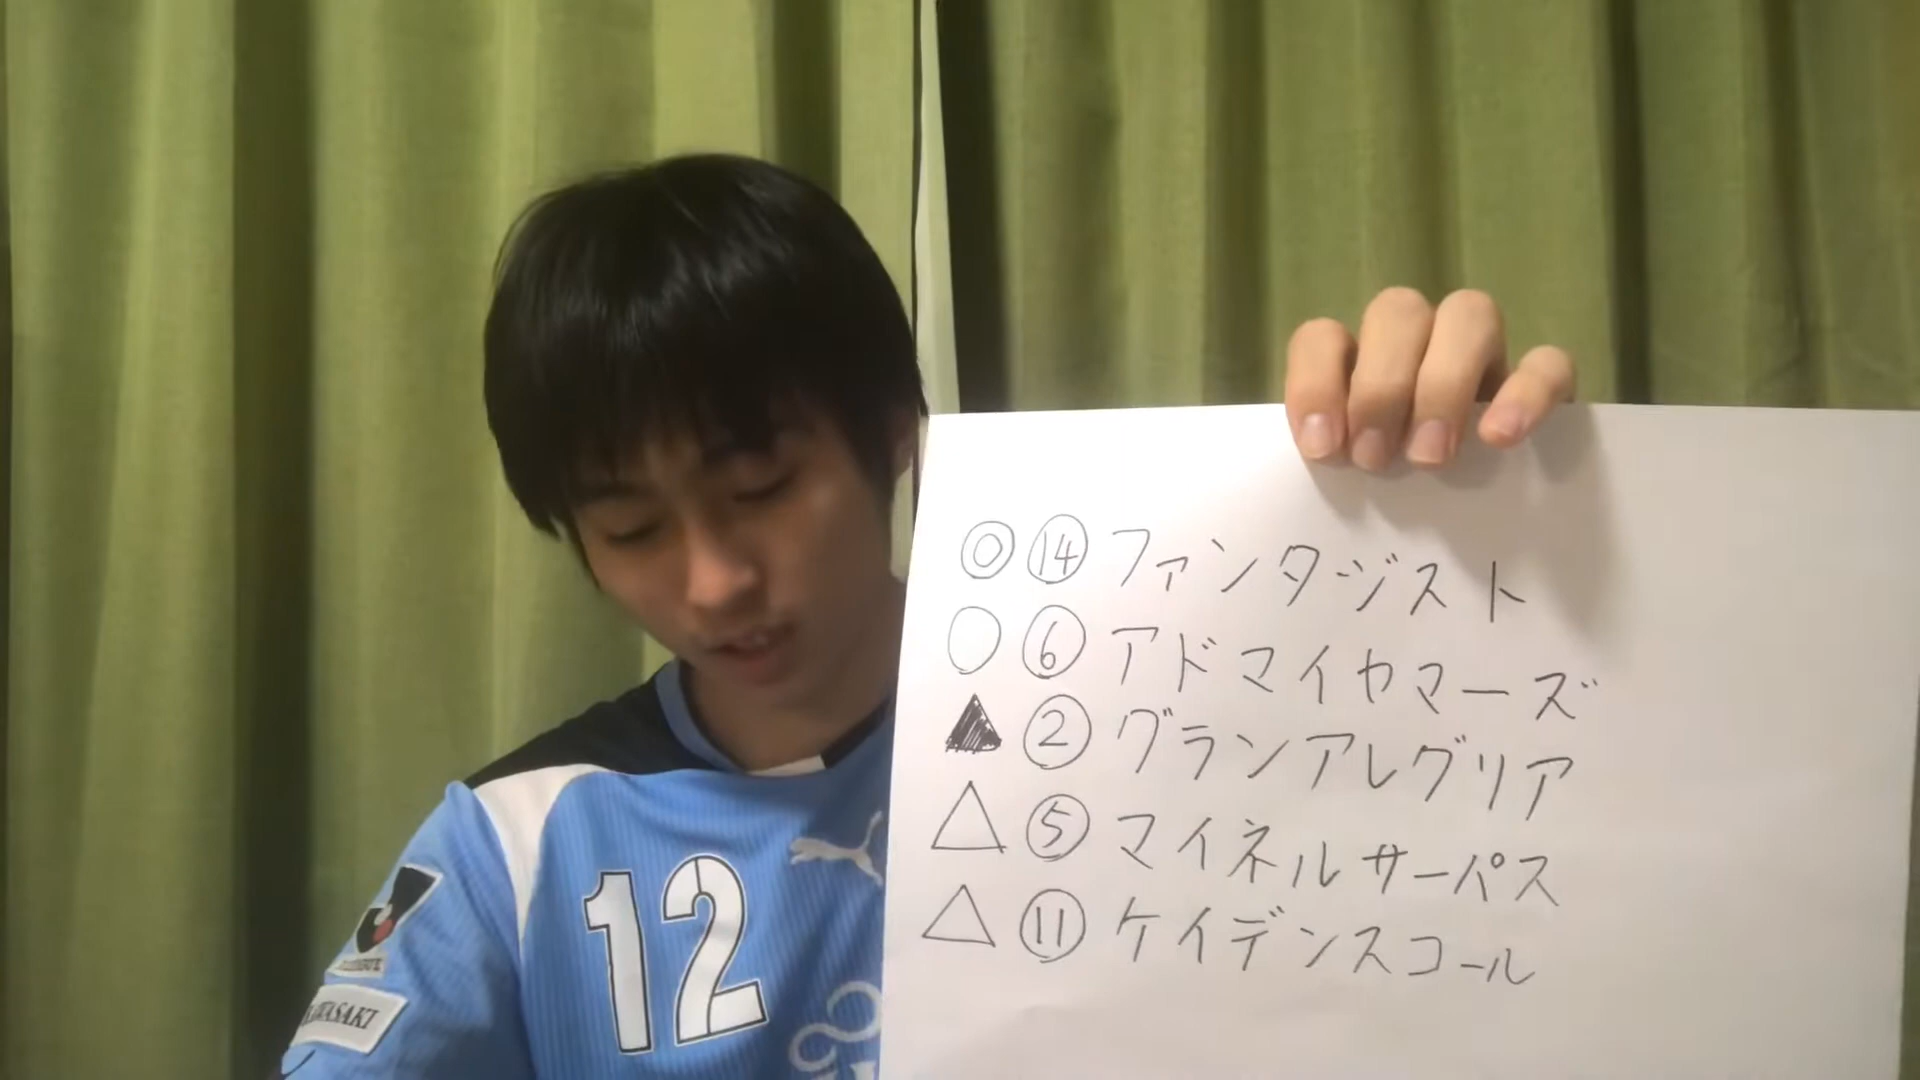 ◎ ⑭ ファンタジスト
○ ⑥ アドマイヤマーズ
▲ ② グランアレグリア
△ ⑤ マイネルサーパス
△ ⑪ ケイデンスコール
12